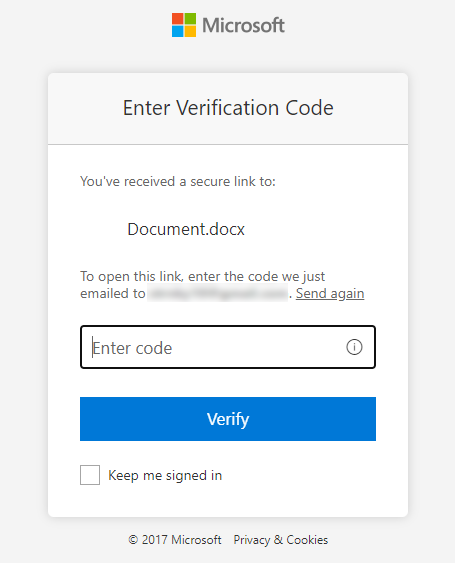 Microsoft
Enter Verification Code
You've received a secure link to:
Document.docx
To open this link, enter the code we just
emailed to . Send again
Enter code
Verify
Keep me signed in
© 2017 Microsoft Privacy & Cookies